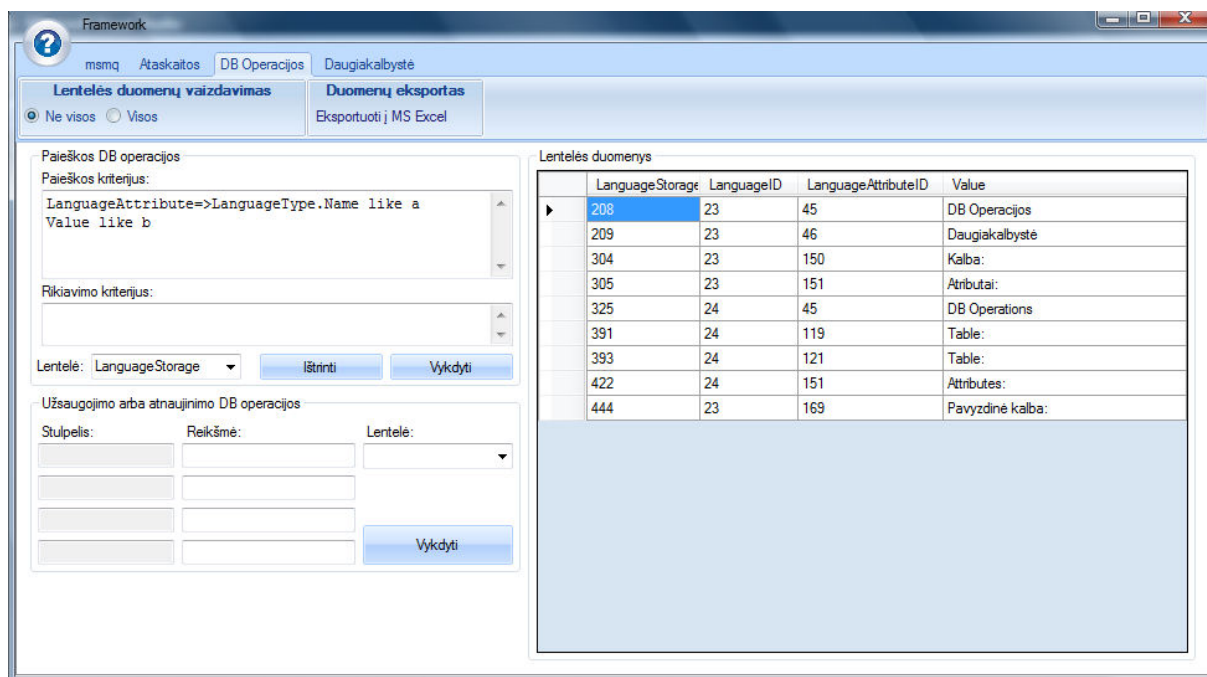 Framework
msmq Ataskaitos DB Operacijos Daugiakalbystė
Lentelės duomenų vaizdavimas Duomenų eksportas
Ne visos Visos Eksportuoti į MS Excel
Paieškos DB operacijos
Paieškos kriterijus:
LanguageAttribute=>LanguageType.Name like a
Value like b
Rikiavimo kriterijus:
Lentelė: LanguageStorage Ištrinti Vykdyti
Užsaugojimo arba atnaujinimo DB operacijos
Stulpelis: Reikšmė: Lentelė:
Vykdyti
Lentelės duomenys
LanguageStorage LanguageID LanguageAttributeID Value
208 23 45 DB Operacijos
209 23 46 Daugiakalbystė
304 23 150 Kalba:
305 23 151 Atributai:
325 24 45 DB Operations
391 24 119 Table:
393 24 121 Table:
422 24 151 Attributes:
444 23 169 Pavyzdinė kalba: